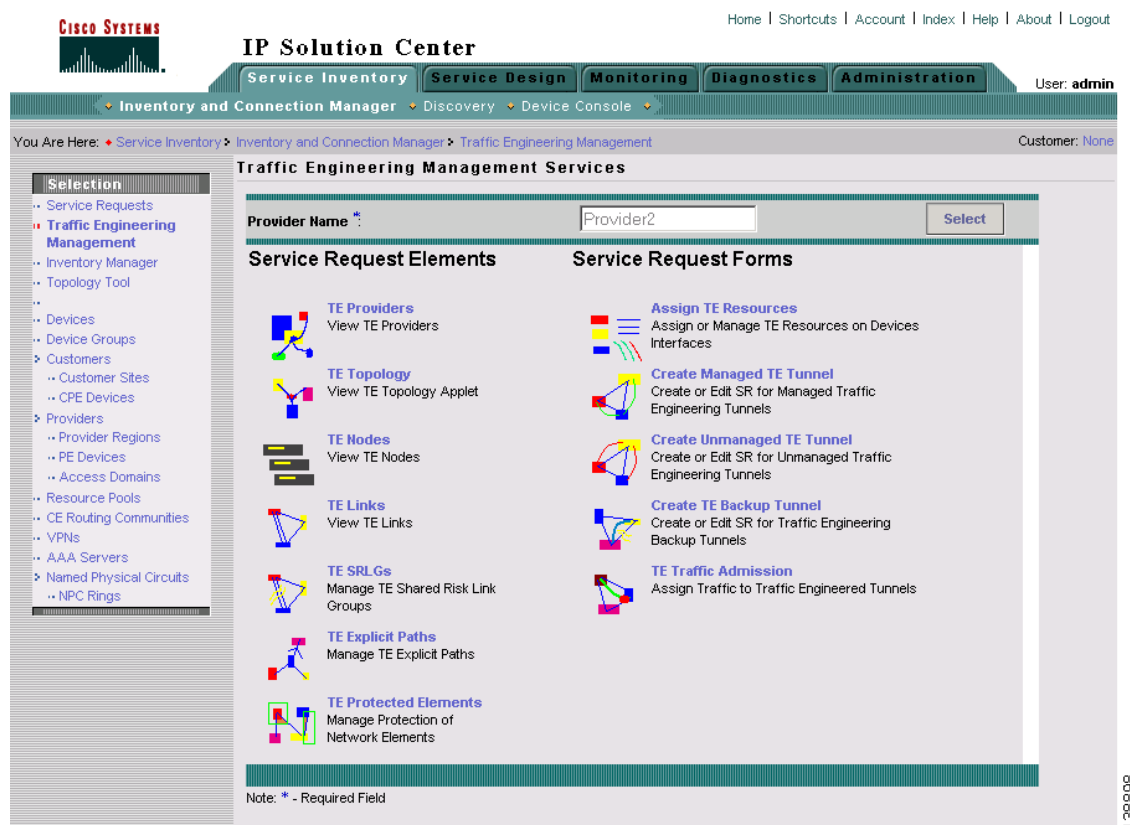 Home | Shortcuts | Account | Index | Help | About | Logout
CISCO SYSTEMS
IP Solution Center
Service Inventory Service Design Monitoring Diagnostics Administration
User: admin
Inventory and Connection Manager Discovery Device Console
You Are Here: Service Inventory Inventory and Connection Manager Traffic Engineering Management
Customer: None
Traffic Engineering Management Services
Selection
Service Requests
Traffic Engineering
Management
Inventory Manager
Topology Tool
Devices
Device Groups
Customers
Customer Sites
CPE Devices
Providers
Provider Regions
PE Devices
Access Domains
Resource Pools
CE Routing Communities
VPNs
AAA Servers
Named Physical Circuits
NPC Rings
Provider Name *:
Provider2
Select
Service Request Elements
TE Providers
View TE Providers
TE Topology
View TE Topology Applet
TE Nodes
View TE Nodes
TE Links
View TE Links
TE SRLGs
Manage TE Shared Risk Link
Groups
TE Explicit Paths
Manage TE Explicit Paths
TE Protected Elements
Manage Protection of
Network Elements
Service Request Forms
Assign TE Resources
Assign or Manage TE Resources on Devices
Interfaces
Create Managed TE Tunnel
Create or Edit SR for Managed Traffic
Engineering Tunnels
Create Unmanaged TE Tunnel
Create or Edit SR for Unmanaged Traffic
Engineering Tunnels
Create TE Backup Tunnel
Create or Edit SR for Traffic Engineering
Backup Tunnels
TE Traffic Admission
Assign Traffic to Traffic Engineered Tunnels
Note: * - Required Field